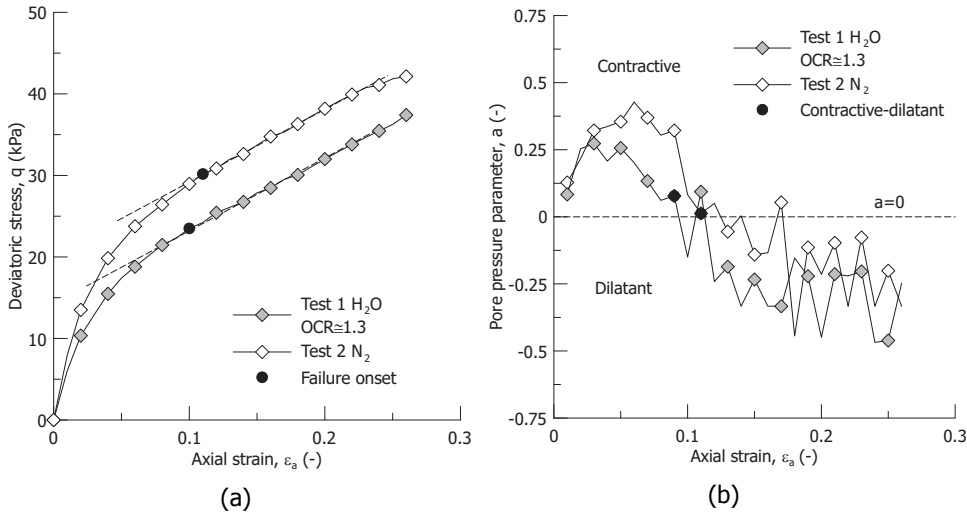 50
40
30
20
10
0
Deviatoric stress, q (kPa)
Test 1 H₂O
OCR≅1.3
Test 2 N₂
Failure onset
0
0.1
0.2
0.3
Axial strain, εₐ (-)
(a)
0.75
0.5
0.25
0
-0.25
-0.5
-0.75
Pore pressure parameter, a (-)
Contractive
Test 1 H₂O
OCR≅1.3
Test 2 N₂
Contractive-dilatant
a=0
Dilatant
0
0.1
0.2
0.3
Axial strain, εₐ (-)
(b)